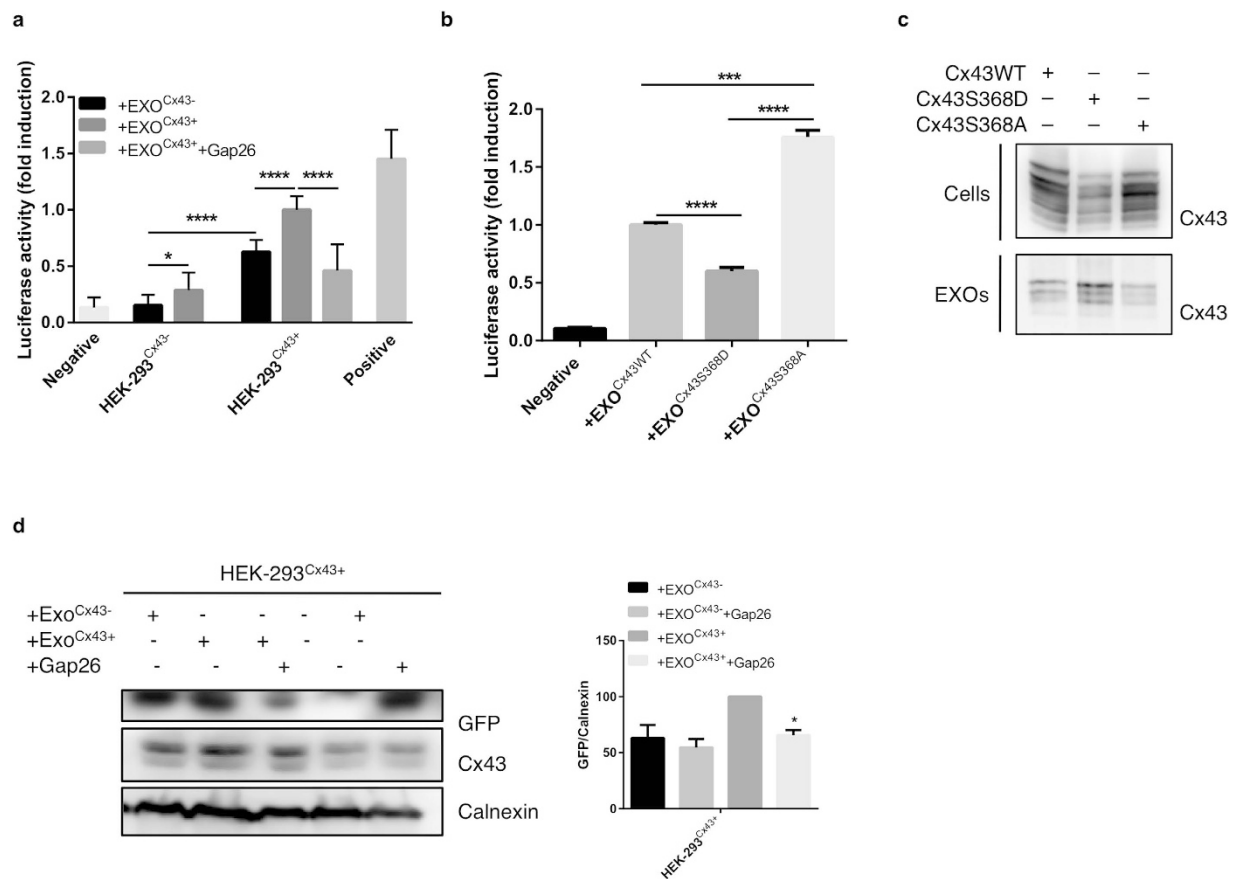 a
Luciferase activity (fold induction)
2.0
1.5
1.0
0.5
0.0
+EXO^Cx43-
+EXO^Cx43+
+EXO^Cx43++Gap26
*
****
****
****
Negative
HEK-293^Cx43-
HEK-293^Cx43+
Positive
b
Luciferase activity (fold induction)
2.0
1.5
1.0
0.5
0.0
***
****
****
Negative
+EXO^Cx43WT
+EXO^Cx43S368D
+EXO^Cx43S368A
c
Cx43WT + – –
Cx43S368D – + –
Cx43S368A – – +
Cells
Cx43
EXOs
Cx43
d
HEK-293^Cx43+
+Exo^Cx43- + - - - +
+Exo^Cx43+ - + + - -
+Gap26 - - + - +
GFP
Cx43
Calnexin
+EXO^Cx43-
+EXO^Cx43-+Gap26
+EXO^Cx43+
+EXO^Cx43++Gap26
GFP/Calnexin
150
100
50
0
*
HEK-293^Cx43+